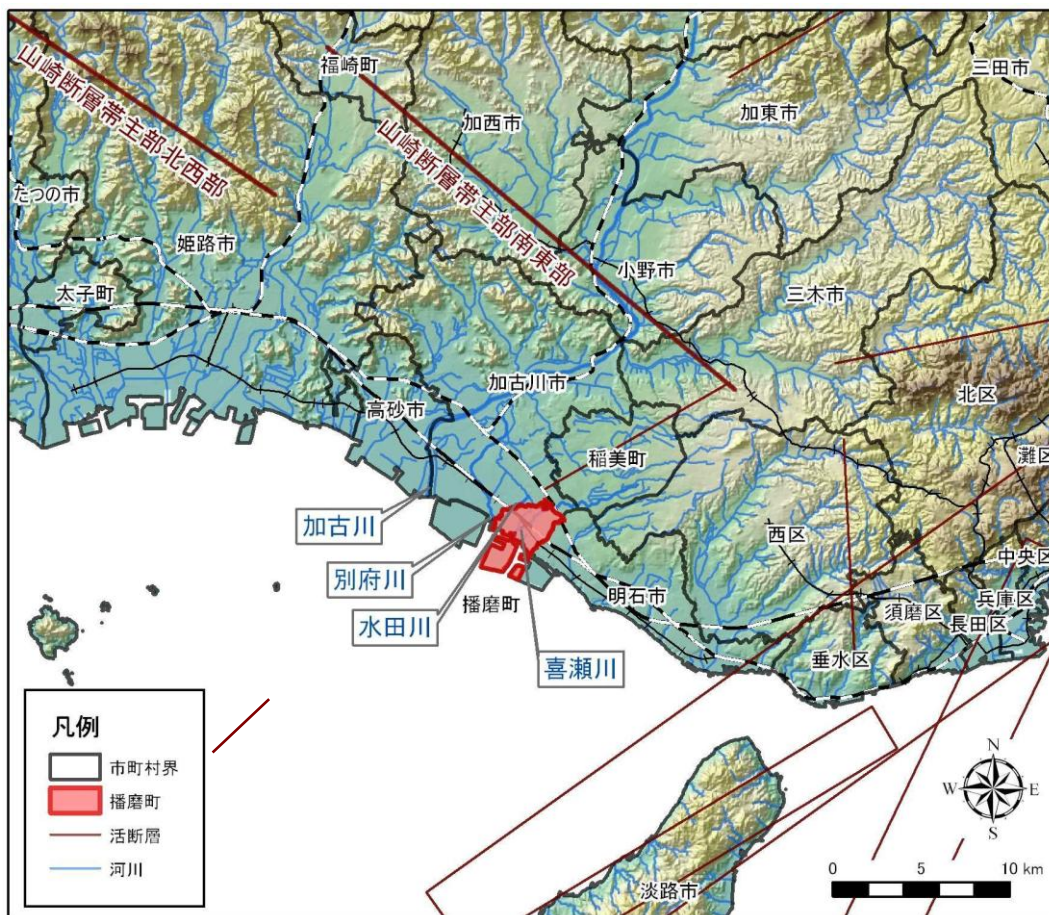 福崎町
三田市
加東市
加西市
山崎断層帯主部北西部
山崎断層帯主部南東部
たつの市
姫路市
小野市
太子町
三木市
加古川市
北区
高砂市
稲美町
灘区
加古川
西区
中央区
別府川
兵庫区
播磨町
明石市
須磨区
長田区
水田川
垂水区
喜瀬川
凡例
市町村界
播磨町
活断層
河川
N
W
E
S
淡路市
0 5 10 km